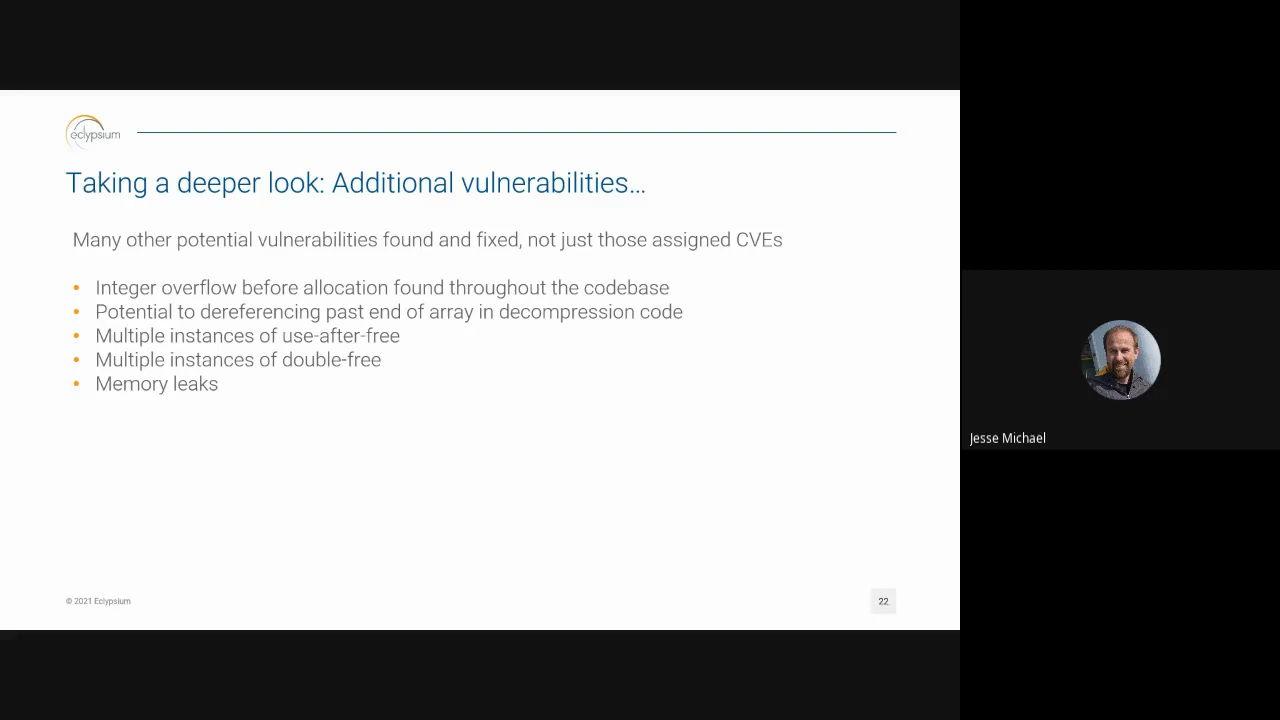 eclypsium
Taking a deeper look: Additional vulnerabilities...
Many other potential vulnerabilities found and fixed, not just those assigned CVEs
• Integer overflow before allocation found throughout the codebase
• Potential to dereferencing past end of array in decompression code
• Multiple instances of use-after-free
• Multiple instances of double-free
• Memory leaks
Jesse Michael
© 2021 Eclypsium
22